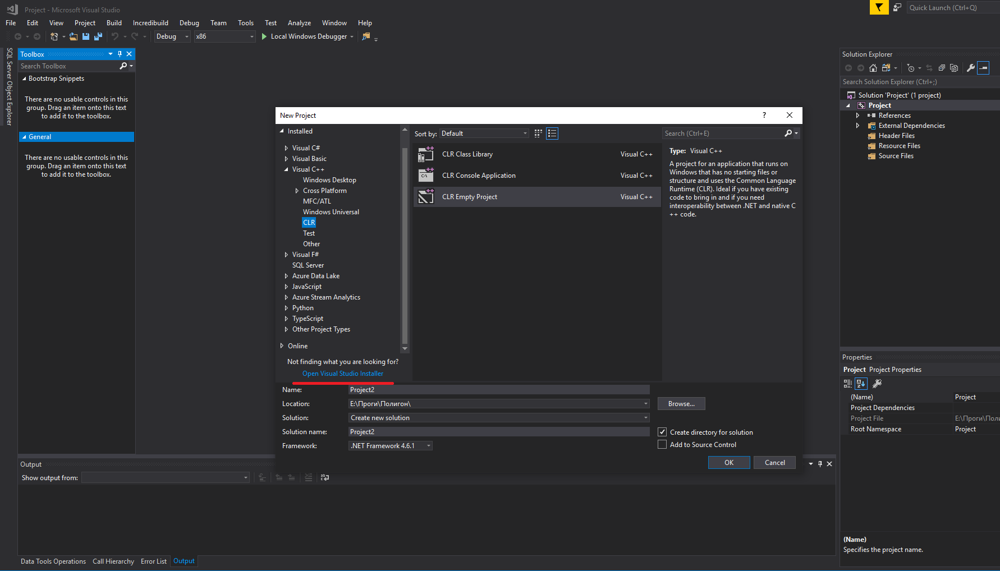 Project - Microsoft Visual Studio
Quick Launch (Ctrl+Q)
File Edit View Project Build Incredibuild Debug Team Tools Test Analyze Window Help
Debug x86 Local Windows Debugger
SQL Server Object Explorer
Toolbox
Search Toolbox
Bootstrap Snippets
There are no usable controls in this
group. Drag an item onto this text
to add it to the toolbox.
General
There are no usable controls in this
group. Drag an item onto this text
to add it to the toolbox.
New Project
?
Installed
Visual C#
Visual Basic
Visual C++
Windows Desktop
Cross Platform
MFC/ATL
Windows Universal
CLR
Test
Other
Visual F#
SQL Server
Azure Data Lake
JavaScript
Azure Stream Analytics
Python
TypeScript
Other Project Types
Online
Not finding what you are looking for?
Open Visual Studio Installer
Sort by: Default
CLR Class Library Visual C++
CLR Console Application Visual C++
CLR Empty Project Visual C++
Search (Ctrl+E)
Type: Visual C++
A project for an application that runs on
Windows that has no starting files or
structure and uses the Common Language
Runtime (CLR). Ideal if you have existing
code to bring in and if you need
interoperability between .NET and native C
++ code.
Name: Project2
Location: E:\Проги\Полигон\ Browse...
Solution: Create new solution
Solution name: Project2
Framework: .NET Framework 4.6.1
Create directory for solution
Add to Source Control
OK Cancel
Output
Show output from:
Data Tools Operations Call Hierarchy Error List Output
Solution Explorer
Search Solution Explorer (Ctrl+;)
Solution 'Project' (1 project)
Project
References
External Dependencies
Header Files
Resource Files
Source Files
Properties
Project Project Properties
(Name) Project
Project Dependencies
Project File E:\Проги\Поли
Root Namespace Project
(Name)
Specifies the project name.